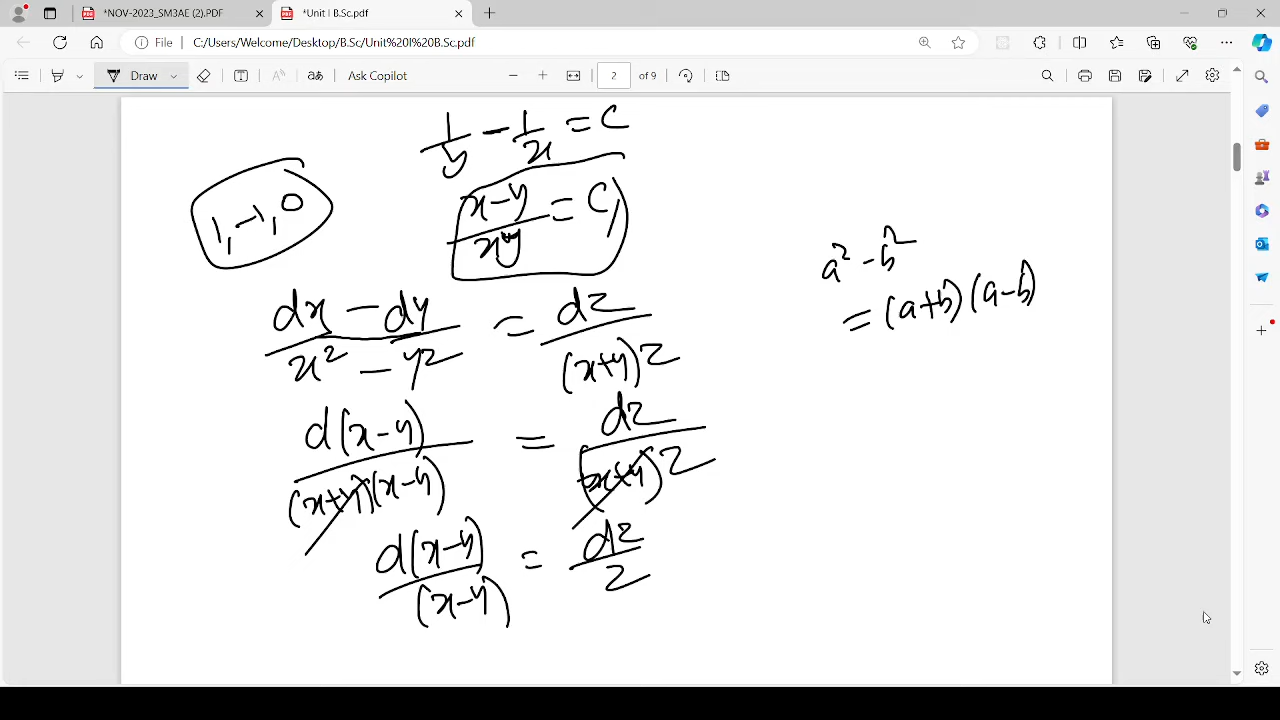 *NOV-2023_SM3AE (2).PDF
*Unit I B.Sc.pdf
File
C:/Users/Welcome/Desktop/B.Sc/Unit%20I%20B.Sc.pdf
Draw
Ask Copilot
2 of 9
1/y - 1/x = C
(x-y)/(xy) = C1
1, -1, 0
a² - b²
= (a+b)(a-b)
(dx - dy)/(x² - y²) = dz/((x+y)z)
d(x-y)/((x+y)(x-y)) = dz/((x+y)z)
d(x-y)/(x-y) = dz/z